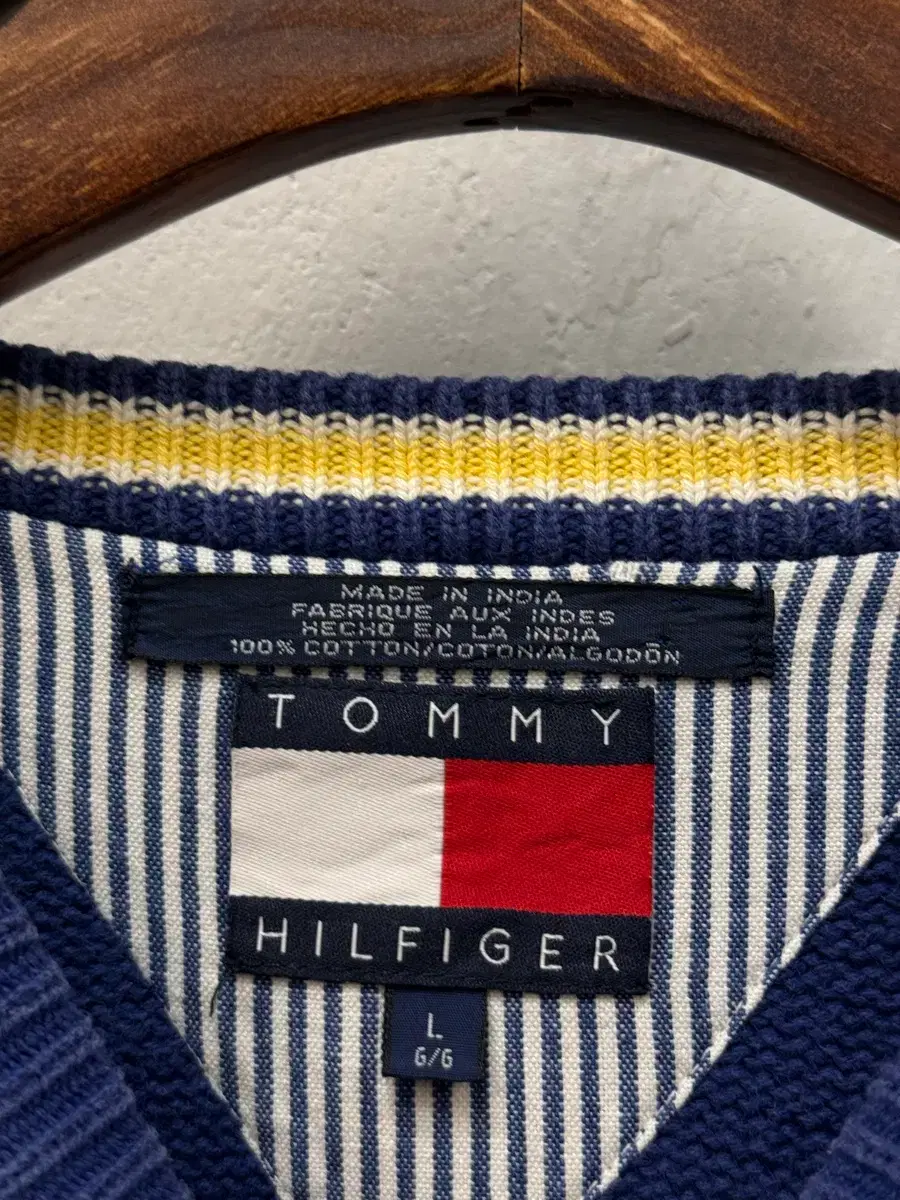 MADE IN INDIA
FABRIQUE AUX INDES
HECHO EN LA INDIA
100% COTTON/COTON/ALGODÓN
TOMMY
HILFIGER
L
G/G